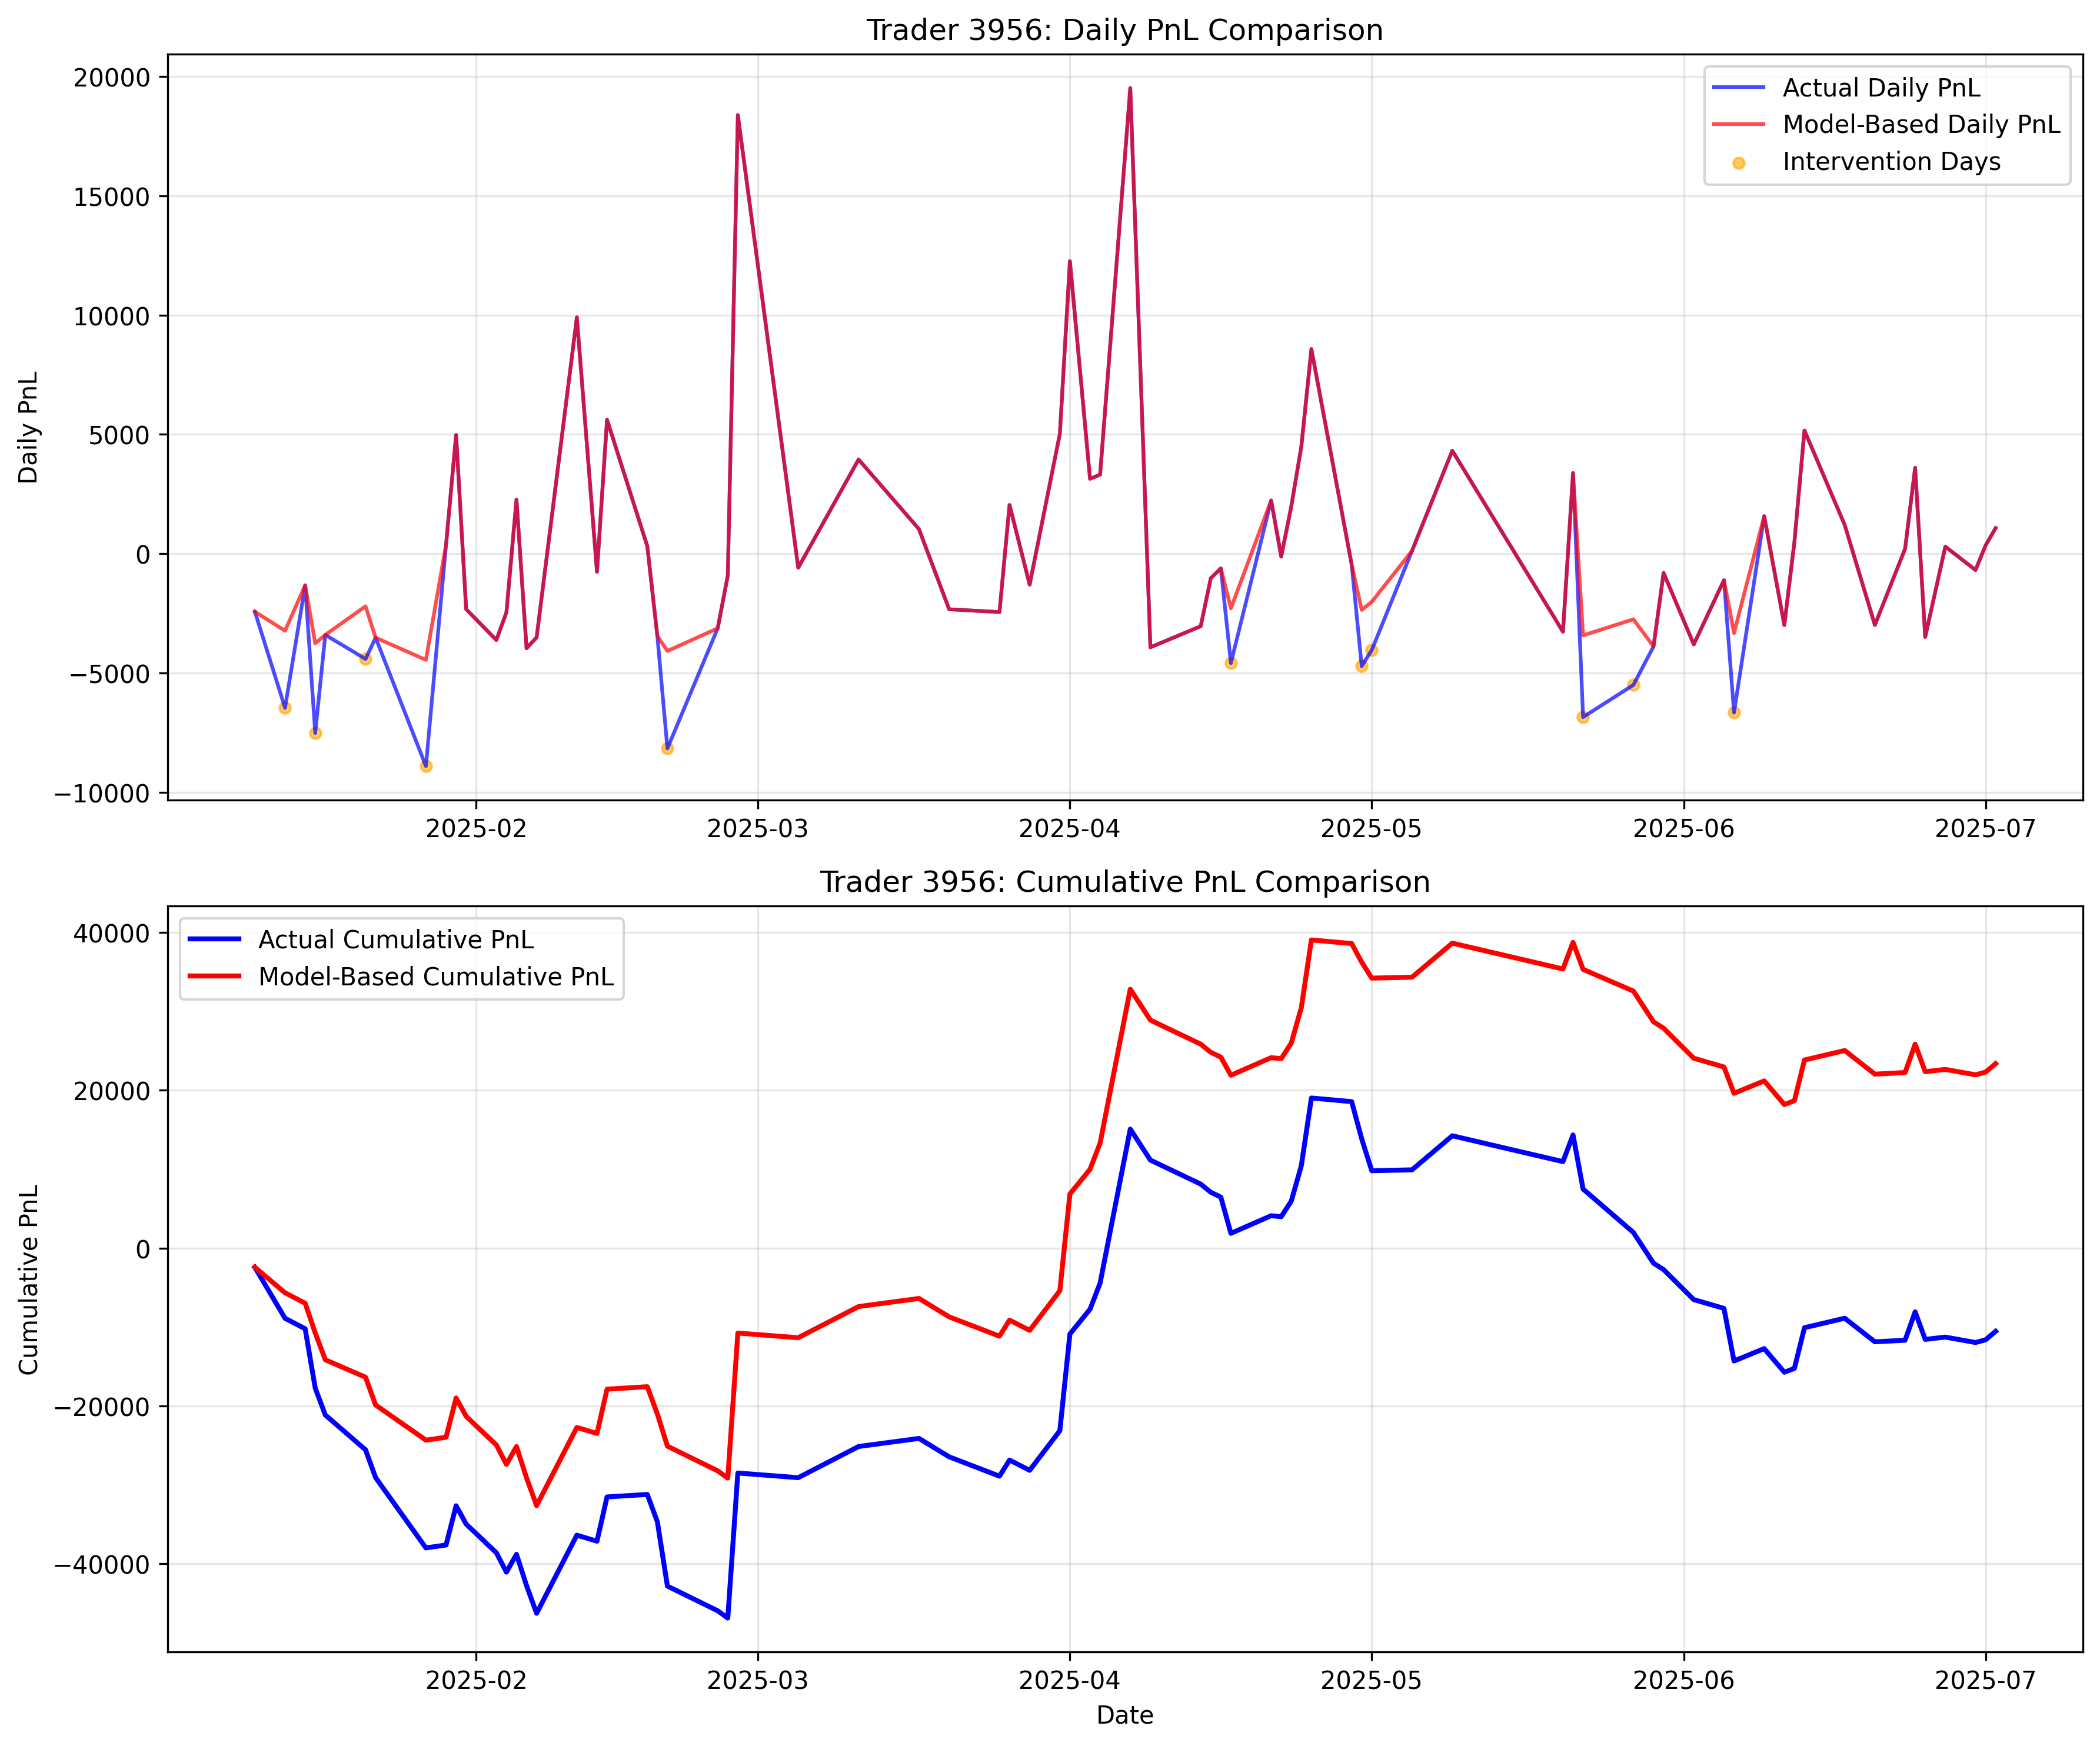 Trader 3956: Daily PnL Comparison
Daily PnL
20000
15000
10000
5000
0
−5000
−10000
Actual Daily PnL
Model-Based Daily PnL
Intervention Days
2025-02
2025-03
2025-04
2025-05
2025-06
2025-07
Trader 3956: Cumulative PnL Comparison
Cumulative PnL
40000
20000
0
−20000
−40000
Actual Cumulative PnL
Model-Based Cumulative PnL
2025-02
2025-03
2025-04
2025-05
2025-06
2025-07
Date